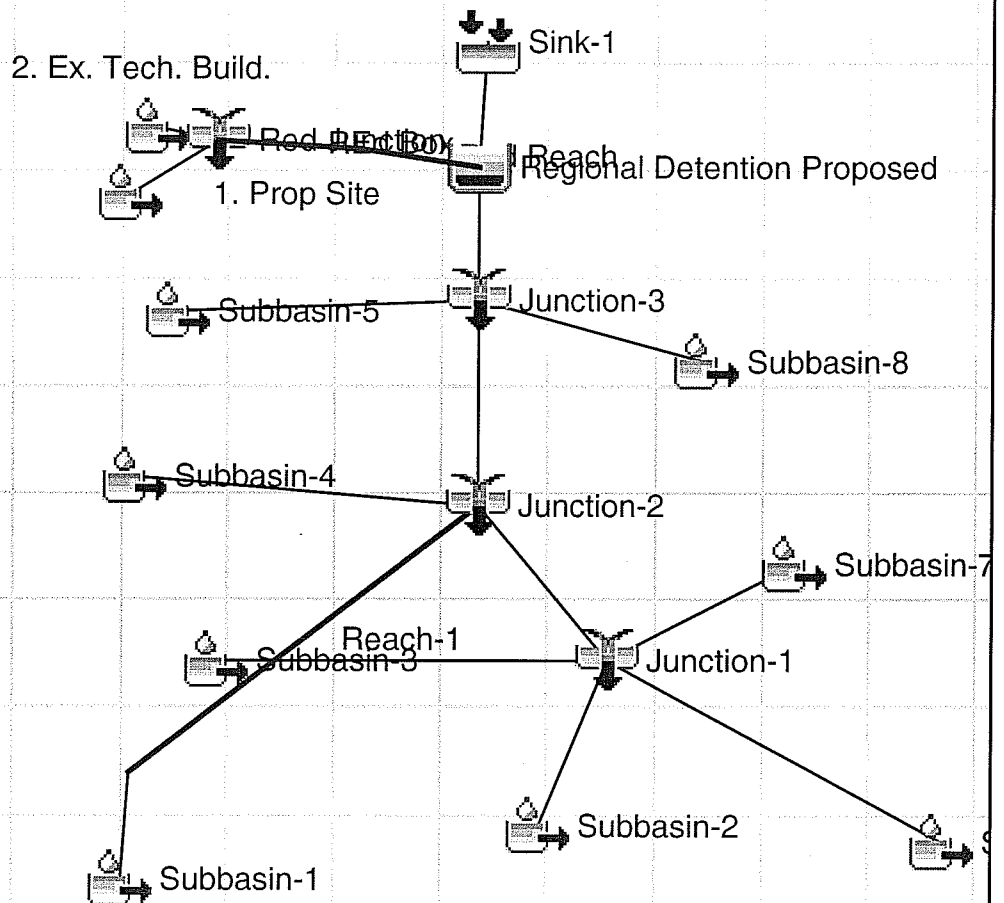 Sink-1
2. Ex. Tech. Build.
Reach
Regional Detention Proposed
1. Prop Site
Subbasin-5
Junction-3
Subbasin-8
Subbasin-4
Junction-2
Subbasin-7
Reach-1
Subbasin-3
Junction-1
Subbasin-2
Subbasin-1